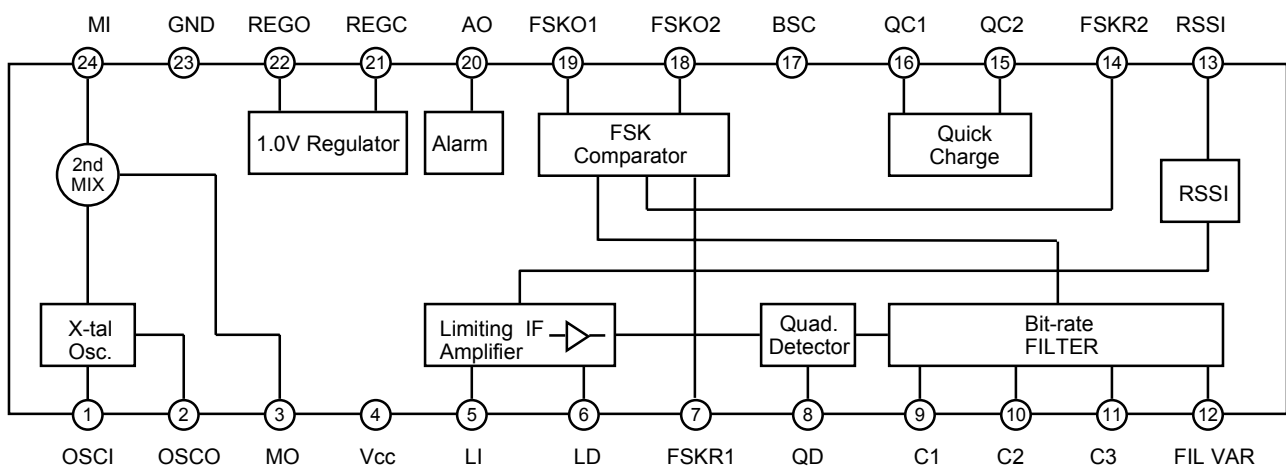 MI GND REGO REGC AO FSKO1 FSKO2 BSC QC1 QC2 FSKR2 RSSI
24 23 22 21 20 19 18 17 16 15 14 13
1.0V Regulator
Alarm
FSK
Comparator
Quick
Charge
2nd
MIX
RSSI
X-tal
Osc.
Limiting IF
Amplifier
Quad.
Detector
Bit-rate
FILTER
1 2 3 4 5 6 7 8 9 10 11 12
OSCI OSCO MO Vcc LI LD FSKR1 QD C1 C2 C3 FIL VAR